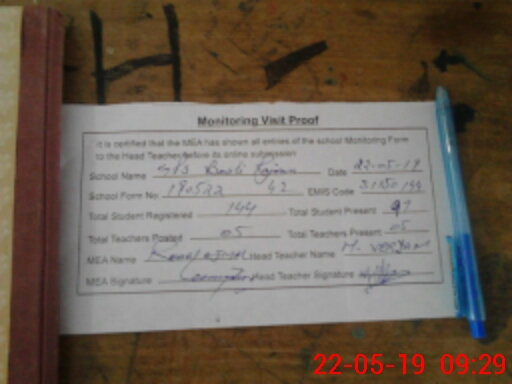 H
Monitoring Visit Proof
It is certified that the MEA has shown all entries of the school Monitoring Form
to the Head Teacher before its online submission
School Name GPS Date 22-05-19
School Form No. 190522 42 EMIS Code
Total Student Registered 144 Total Student Present 97
Total Teachers Posted 05 Total Teachers Present 05
MEA Name Head Teacher Name
MEA Signature Head Teacher Signature
22-05-19 09:29